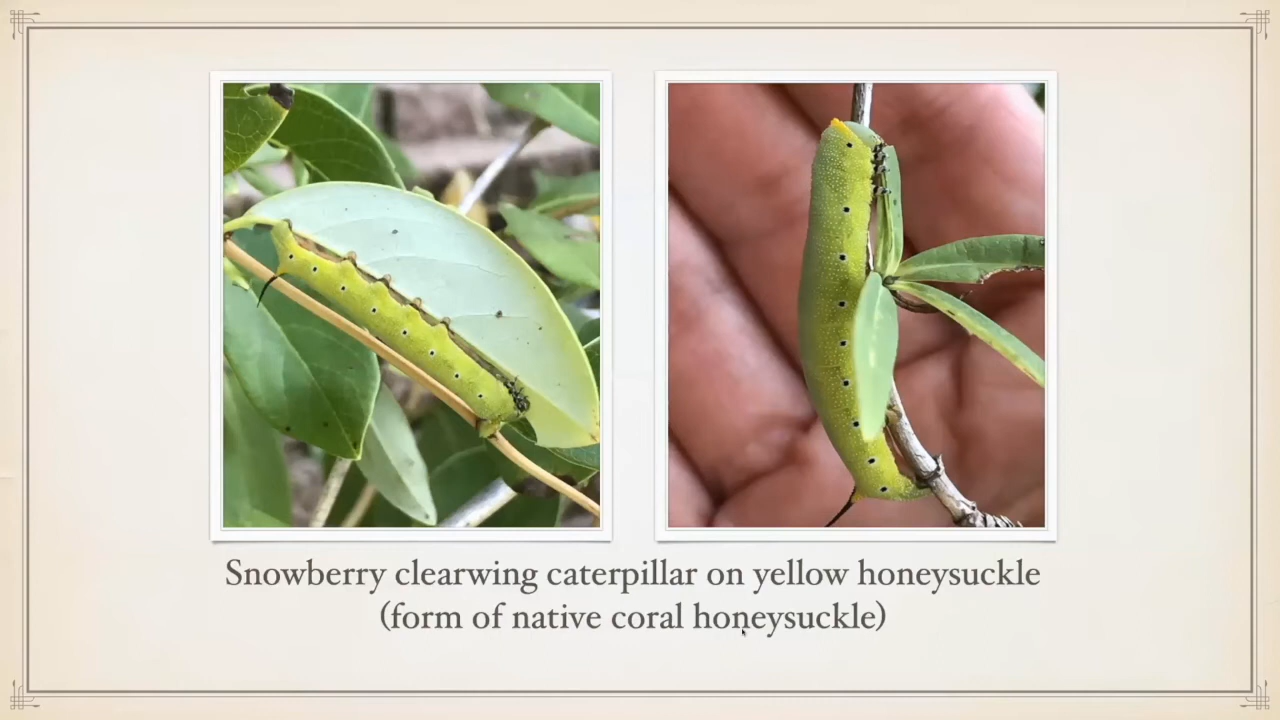 Snowberry clearwing caterpillar on yellow honeysuckle
(form of native coral honeysuckle)